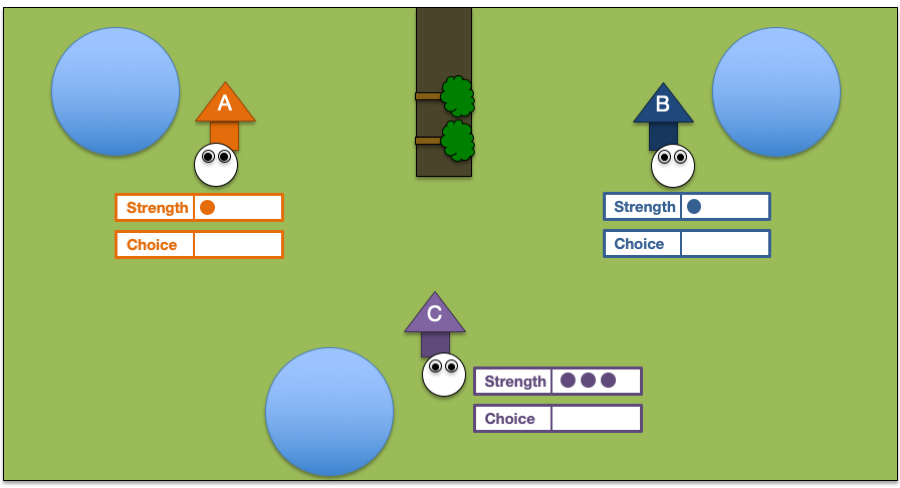 A
B
Strength
Choice
Strength
Choice
C
Strength
Choice